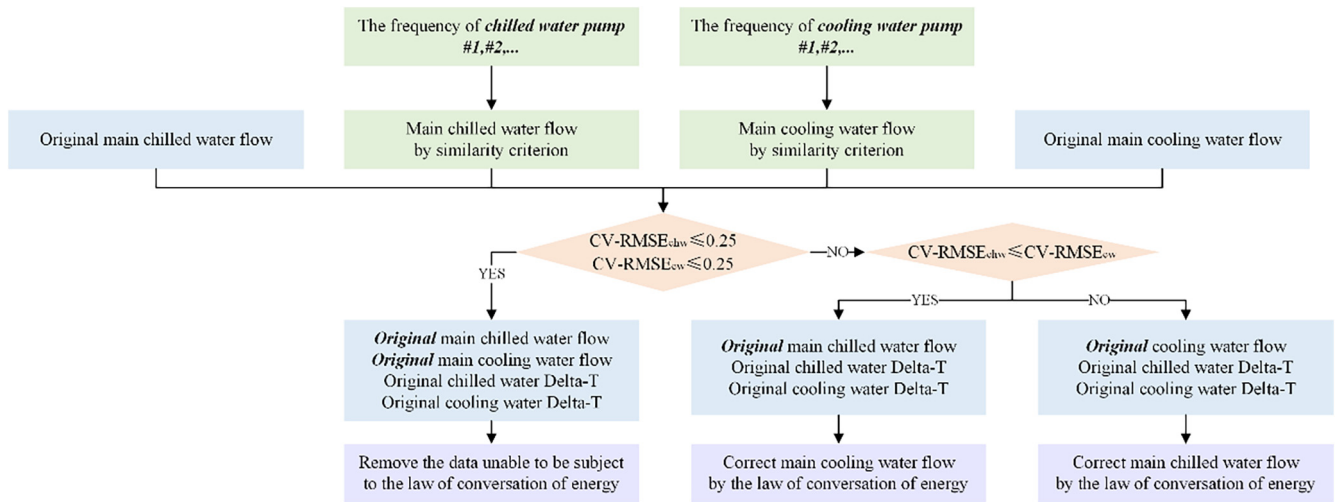 The frequency of chilled water pump
#1,#2,...
The frequency of cooling water pump
#1,#2,...
Original main chilled water flow
Main chilled water flow
by similarity criterion
Main cooling water flow
by similarity criterion
Original main cooling water flow
CV-RMSEchw≤0.25
CV-RMSEcw≤0.25
NO
CV-RMSEchw≤CV-RMSEcw
YES
YES
NO
Original main chilled water flow
Original main cooling water flow
Original chilled water Delta-T
Original cooling water Delta-T
Original main chilled water flow
Original chilled water Delta-T
Original cooling water Delta-T
Original cooling water flow
Original chilled water Delta-T
Original cooling water Delta-T
Remove the data unable to be subject
to the law of conversation of energy
Correct main cooling water flow
by the law of conversation of energy
Correct main chilled water flow
by the law of conversation of energy